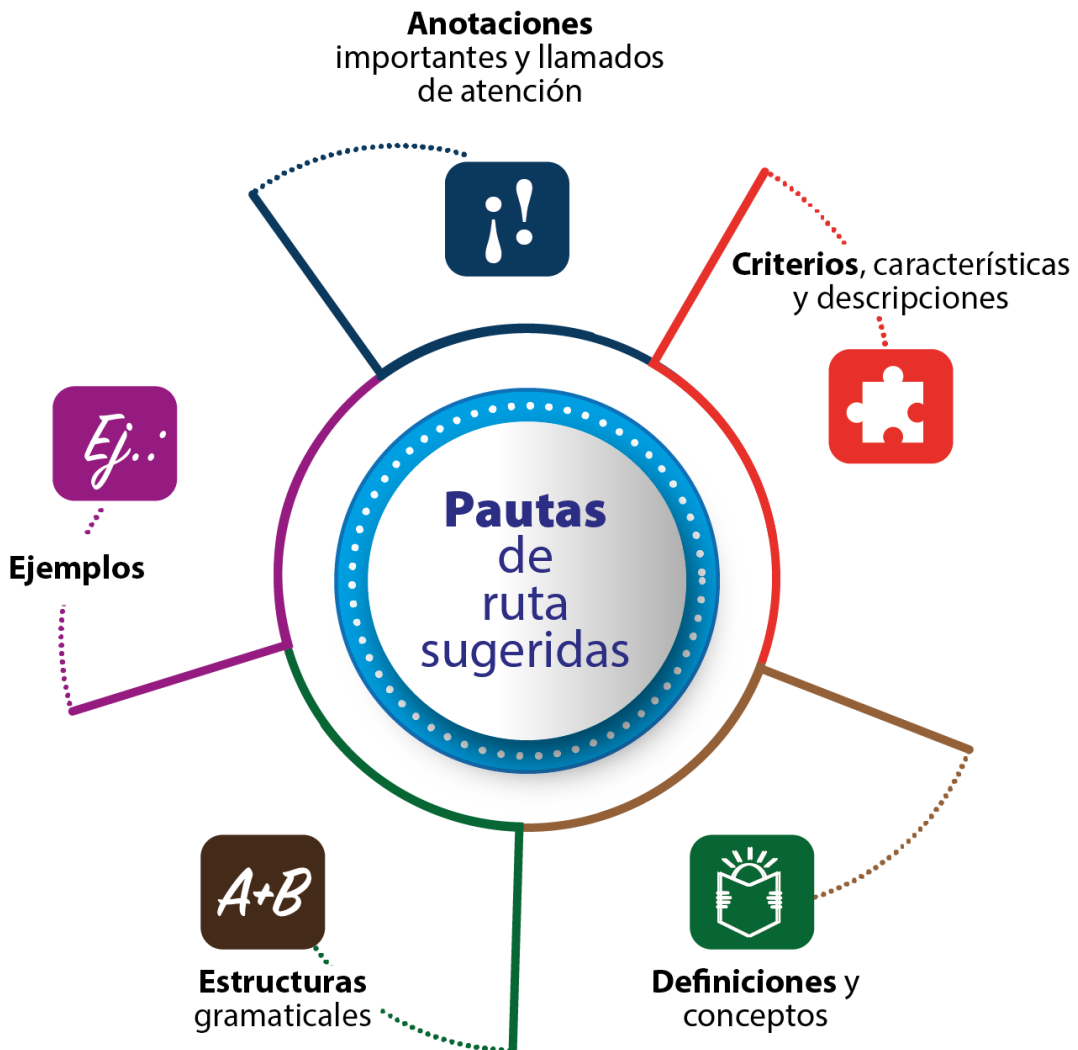 Anotaciones
importantes y llamados
de atención
¡!
Criterios, características
y descripciones
Ej.:
Ejemplos
Pautas
de
ruta
sugeridas
A+B
Estructuras
gramaticales
Definiciones y
conceptos